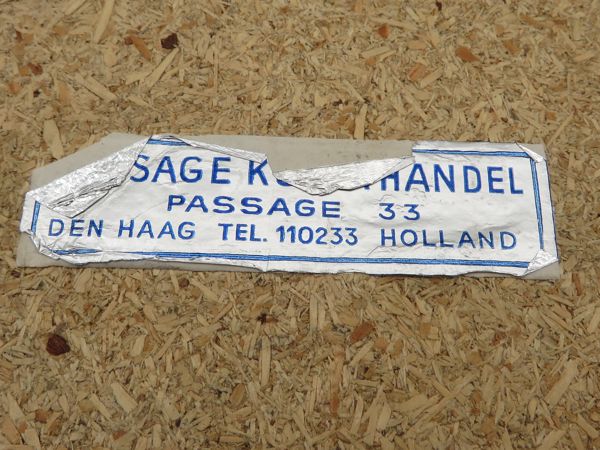 SAGE K HANDEL
PASSAGE 33
DEN HAAG TEL. 110233 HOLLAND